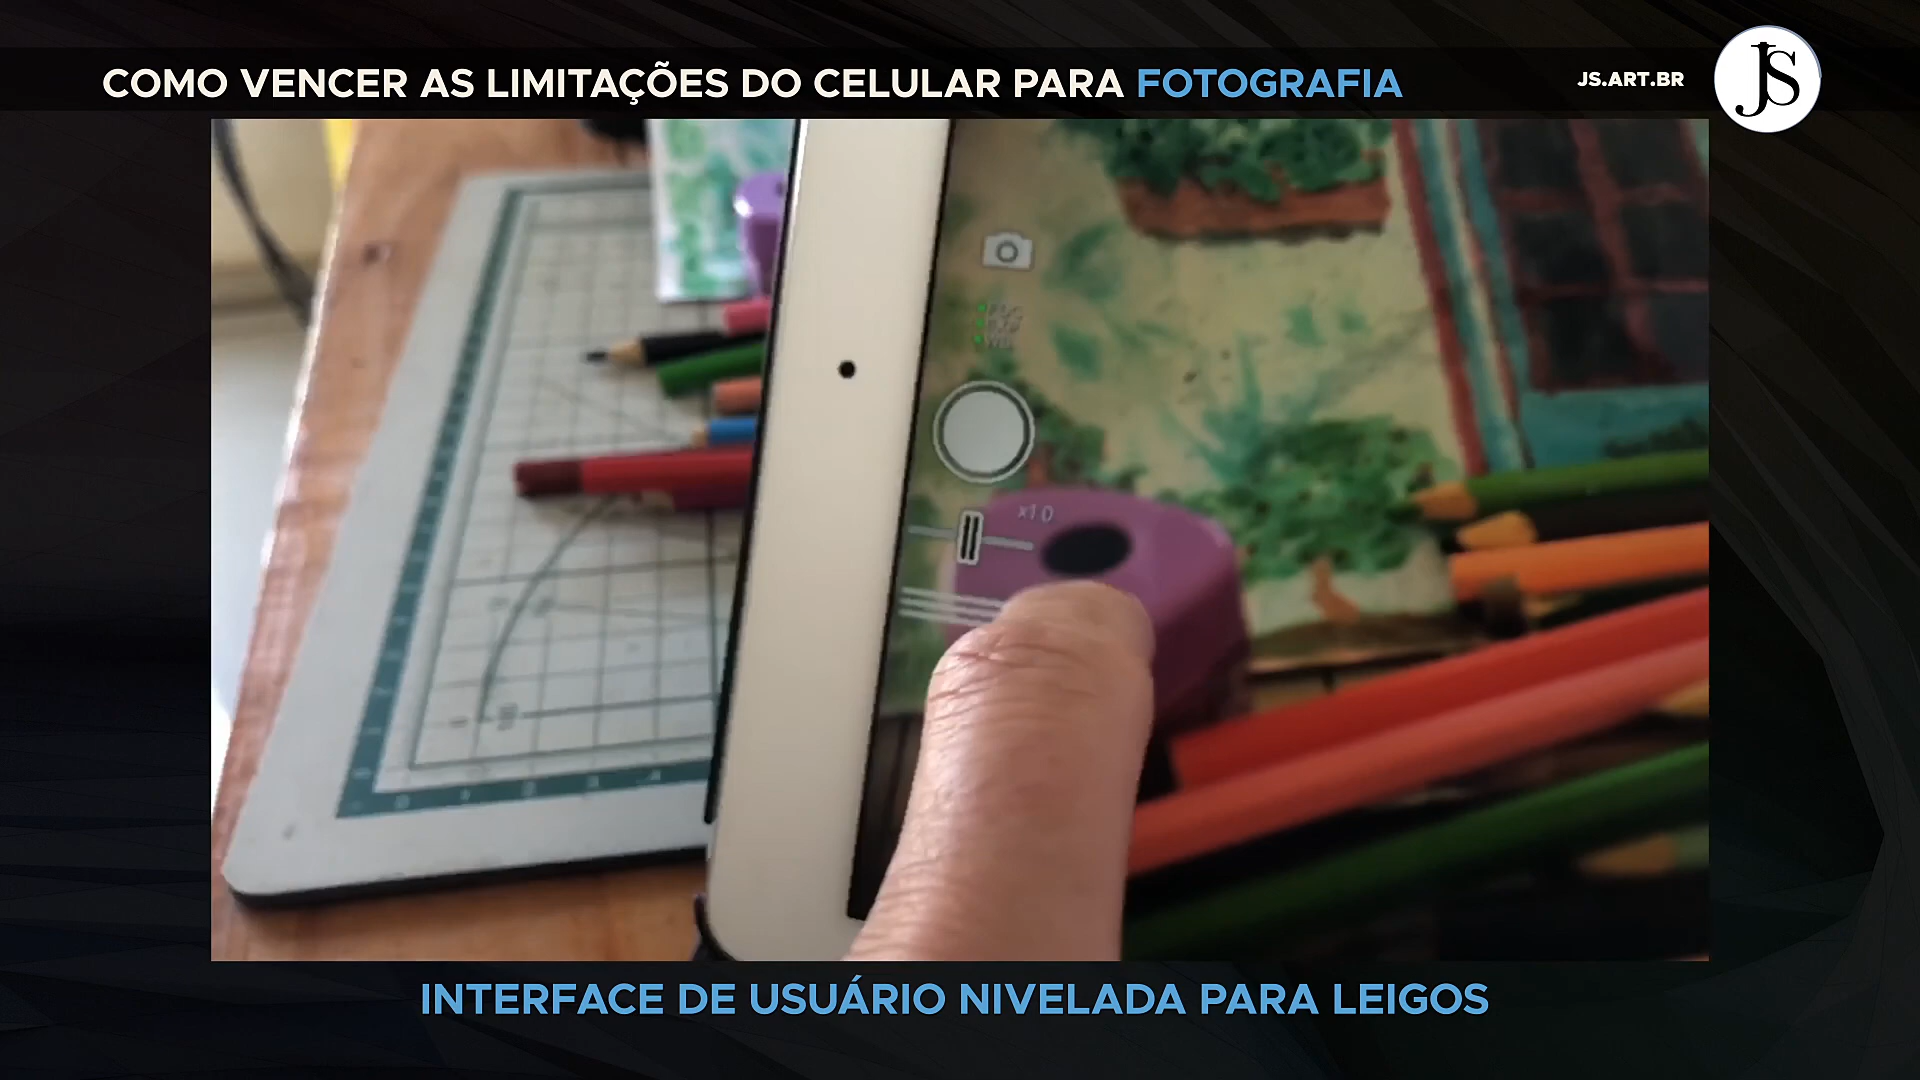 COMO VENCER AS LIMITAÇÕES DO CELULAR PARA FOTOGRAFIA
JS.ART.BR
JS
x1.0
INTERFACE DE USUÁRIO NIVELADA PARA LEIGOS